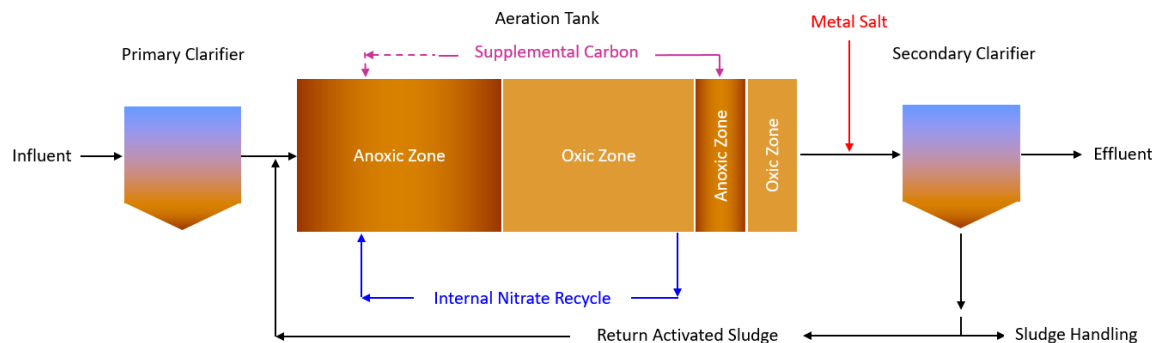 Aeration Tank
Metal Salt
Primary Clarifier
Supplemental Carbon
Secondary Clarifier
Influent
Anoxic Zone
Oxic Zone
Anoxic Zone
Oxic Zone
Effluent
Internal Nitrate Recycle
Return Activated Sludge
Sludge Handling